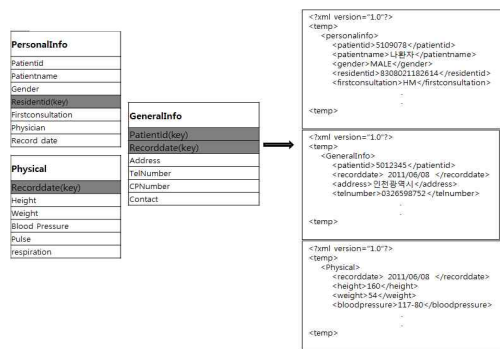 PersonalInfo
Patientid
Patientname
Gender
Residentid(key)
Firstconsultation
Physician
Record date
Physical
Recorddate(key)
Height
Weight
Blood Pressure
Pulse
respiration
GeneralInfo
Patientid(key)
Recorddate(key)
Address
TelNumber
CPNumber
Contact
<?xml version="1.0"?>
<temp>
<personalinfo>
<patientid>5109078</patientid>
<patientname>나환자</patientname>
<gender>MALE</gender>
<residentid>8308021182614</residentid>
<firstconsultation>HM</firstconsultation>
.
.
<temp>
<?xml version="1.0"?>
<temp>
<GeneralInfo>
<patientid>5012345</patientid>
<recorddate> 2011/06/08 </recorddate>
<address>인천광역시</address>
<telnumber>0326598752</telnumber>
.
.
<temp>
<?xml version="1.0"?>
<temp>
<Physical>
<recorddate> 2011/06/08 </recorddate>
<height>160</height>
<weight>54</weight>
<bloodpressure>117-80</bloodpressure>
.
.
<temp>